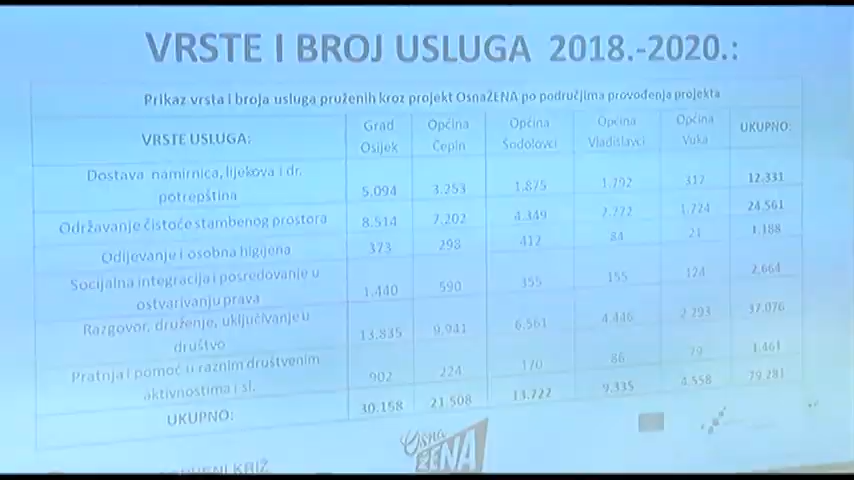 VRSTE I BROJ USLUGA 2018.-2020.:
Prikaz vrsta i broja usluga pruženih kroz projekt OsnaŽENA po područjima provođenja projekta
VRSTE USLUGA: Grad Osijek Općina Čepin Općina Šodolovci Općina Vladislavci Općina Vuka UKUPNO:
Dostava namirnica, lijekova i dr. potrepština 5.094 3.253 1.875 1.792 317 12.331
Održavanje čistoće stambenog prostora 8.514 7.202 4.349 2.772 1.724 24.561
Odijevanje i osobna higijena 373 298 412 84 21 1.188
Socijalna integracija i posredovanje u ostvarivanju prava 1.440 590 355 155 124 2.664
Razgovor, druženje, uključivanje u društvo 13.835 9.941 6.561 4.446 2.293 37.076
Pratnja i pomoć u raznim društvenim aktivnostima i sl. 902 224 170 86 79 1.461
UKUPNO: 30.158 21 508 13.722 9.335 4.558 79.281
Osna
ŽENA
KRIŽ